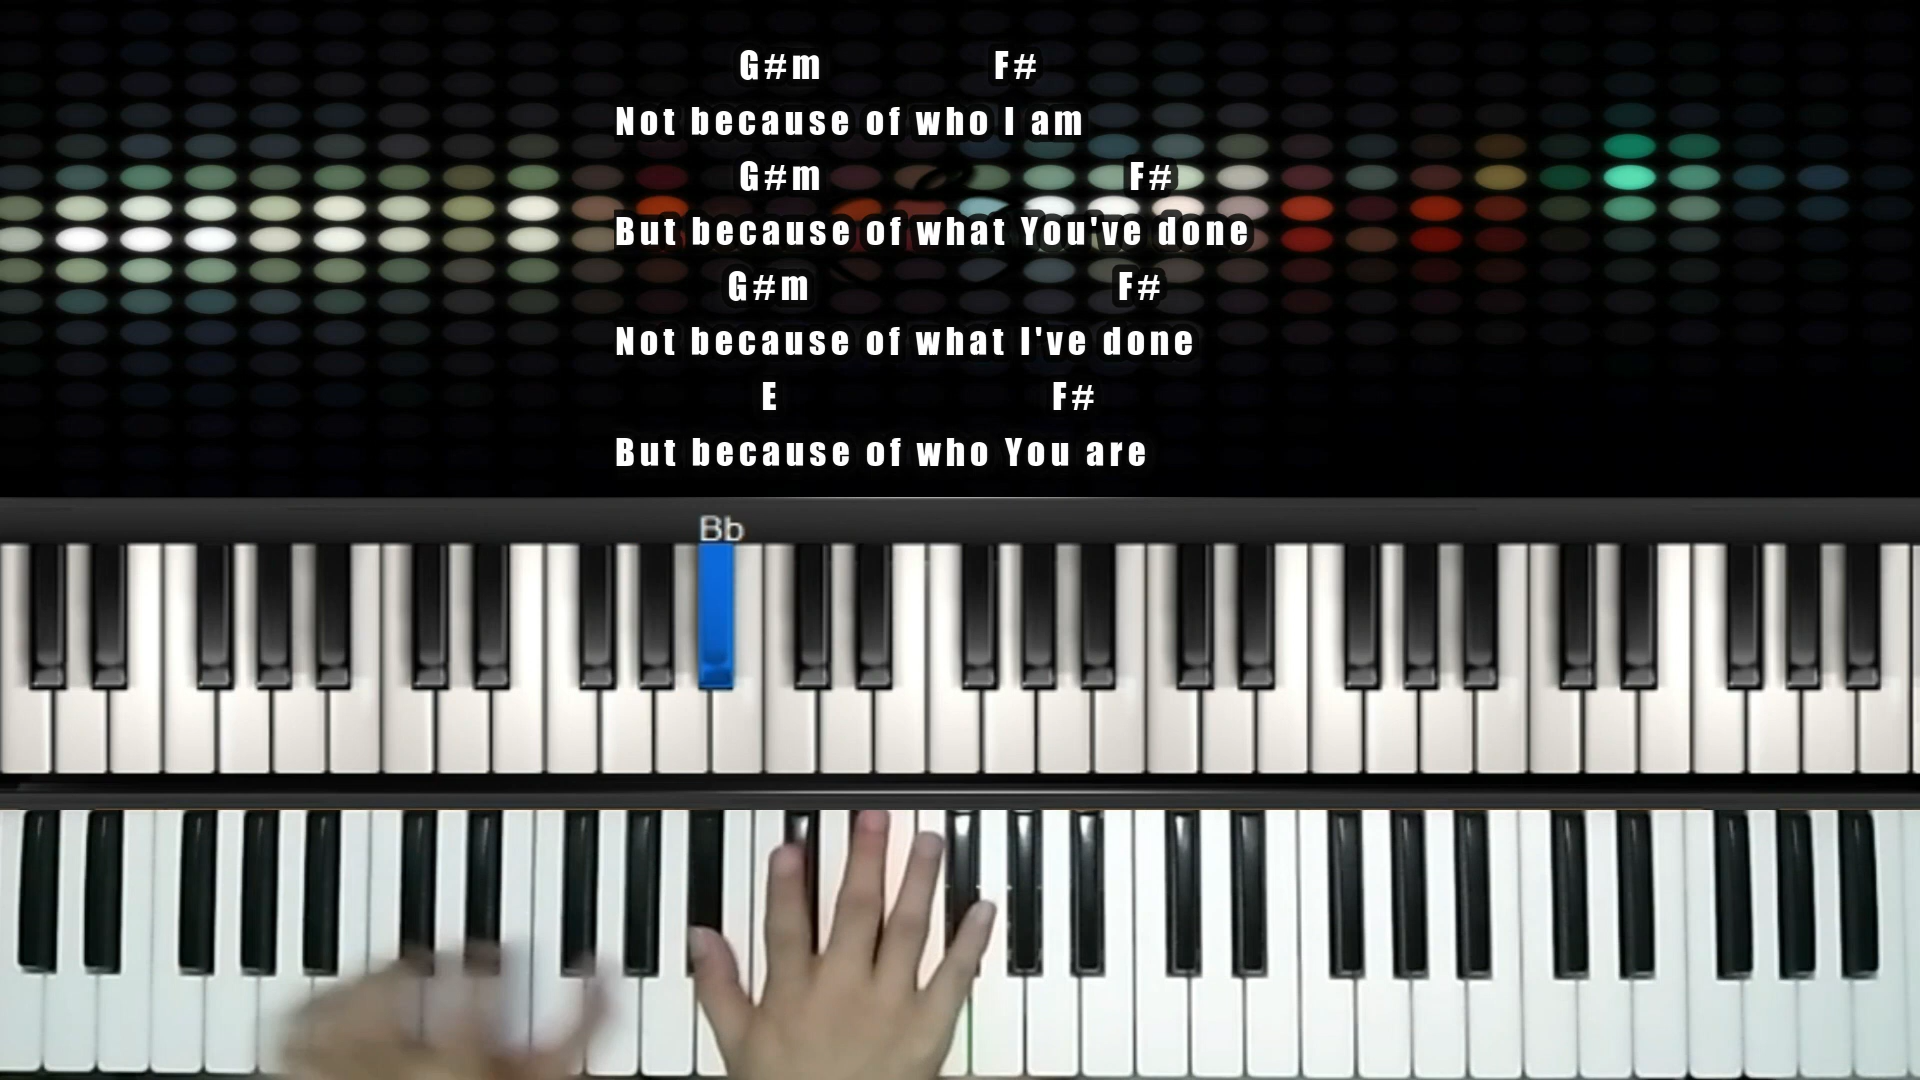 G#m F#
Not because of who I am
G#m F#
But because of what You've done
G#m F#
Not because of what I've done
E F#
But because of who You are
Bb